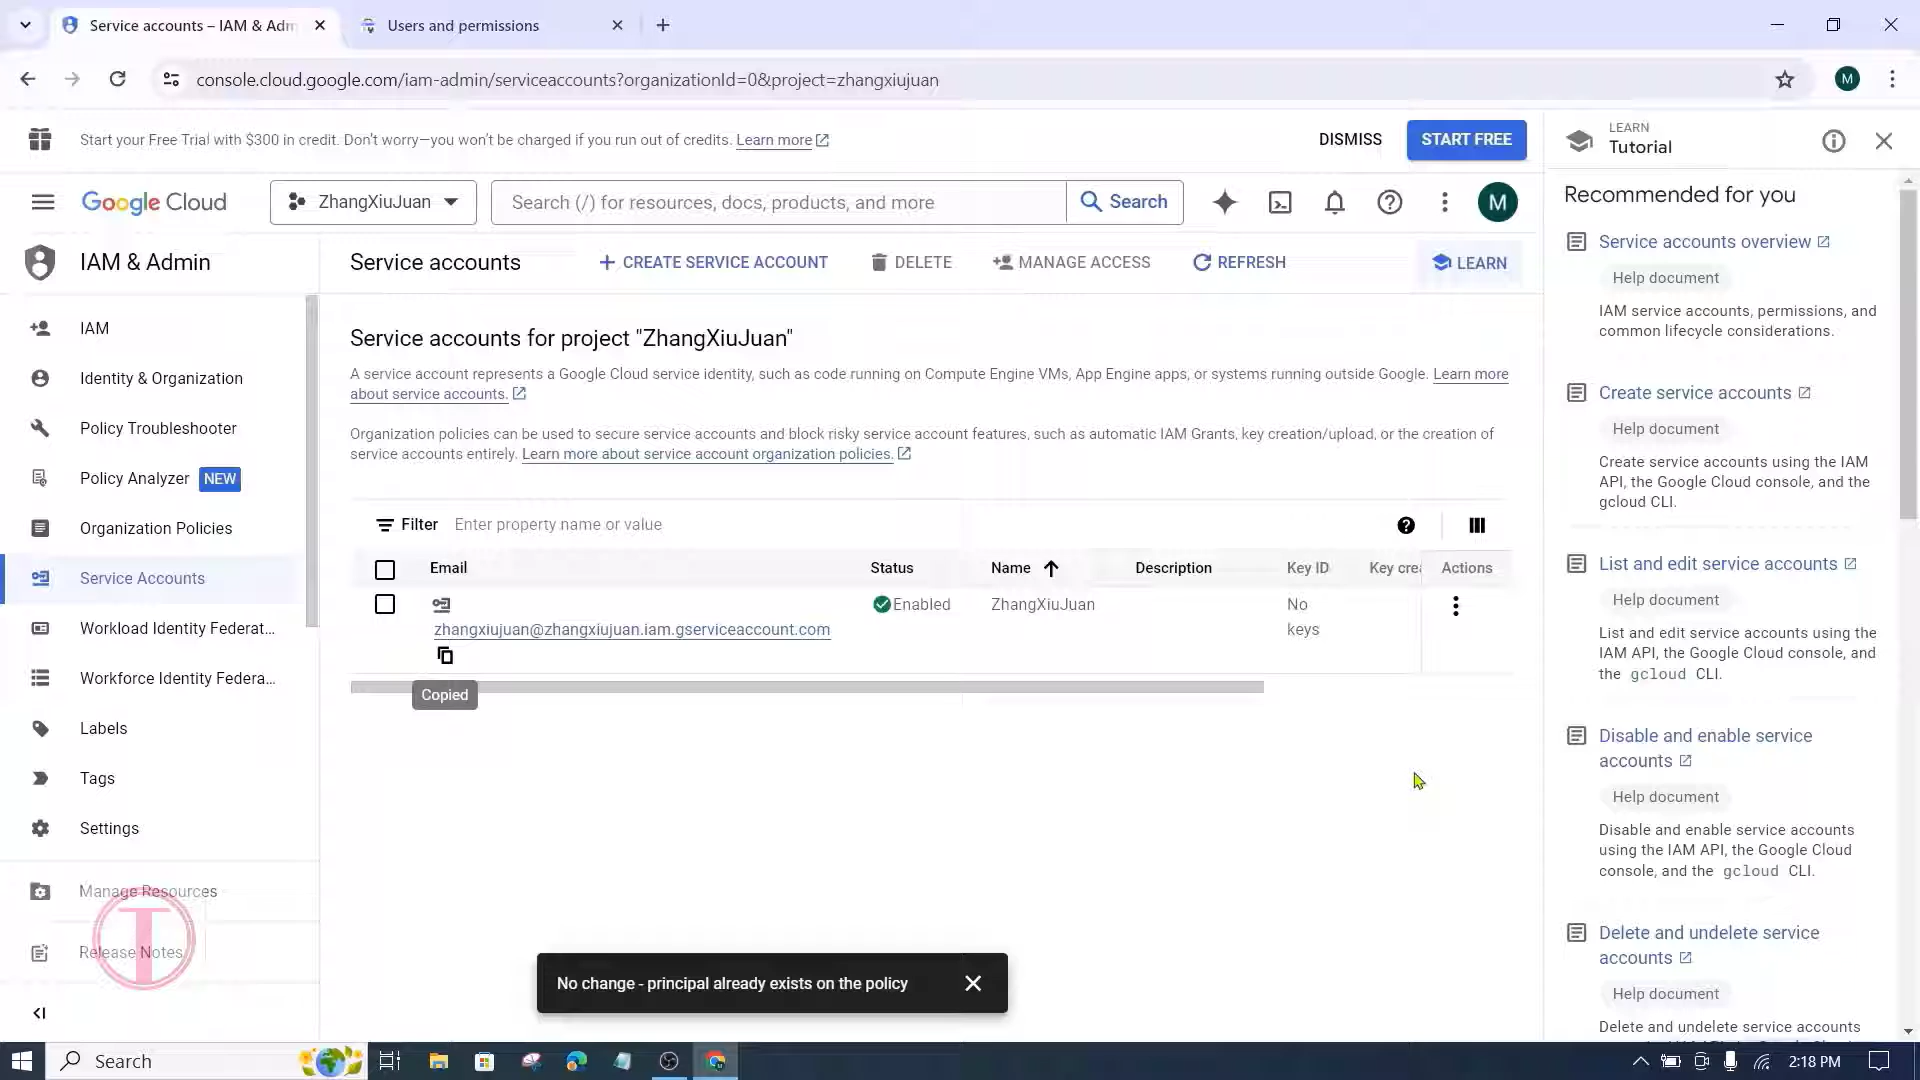 Service accounts – IAM & Adm
Users and permissions
console.cloud.google.com/iam-admin/serviceaccounts?organizationId=0&project=zhangxiujuan
M
Start your Free Trial with $300 in credit. Don't worry—you won't be charged if you run out of credits. Learn more
DISMISS
START FREE
LEARN
Tutorial
Google Cloud
ZhangXiuJuan
Search (/) for resources, docs, products, and more
Search
M
IAM & Admin
Service accounts
CREATE SERVICE ACCOUNT
DELETE
MANAGE ACCESS
REFRESH
LEARN
IAM
Identity & Organization
Policy Troubleshooter
Policy Analyzer NEW
Organization Policies
Service Accounts
Workload Identity Federat...
Workforce Identity Federa...
Labels
Tags
Settings
Manage Resources
Release Notes
Service accounts for project "ZhangXiuJuan"
A service account represents a Google Cloud service identity, such as code running on Compute Engine VMs, App Engine apps, or systems running outside Google. Learn more
about service accounts.
Organization policies can be used to secure service accounts and block risky service account features, such as automatic IAM Grants, key creation/upload, or the creation of
service accounts entirely. Learn more about service account organization policies.
Filter Enter property name or value
Email Status Name Description Key ID Key crea Actions
Enabled ZhangXiuJuan No
zhangxiujuan@zhangxiujuan.iam.gserviceaccount.com keys
Copied
No change - principal already exists on the policy
Recommended for you
Service accounts overview
Help document
IAM service accounts, permissions, and
common lifecycle considerations.
Create service accounts
Help document
Create service accounts using the IAM
API, the Google Cloud console, and the
gcloud CLI.
List and edit service accounts
Help document
List and edit service accounts using the
IAM API, the Google Cloud console, and
the gcloud CLI.
Disable and enable service
accounts
Help document
Disable and enable service accounts
using the IAM API, the Google Cloud
console, and the gcloud CLI.
Delete and undelete service
accounts
Help document
Delete and undelete service accounts
Search
2:18 PM